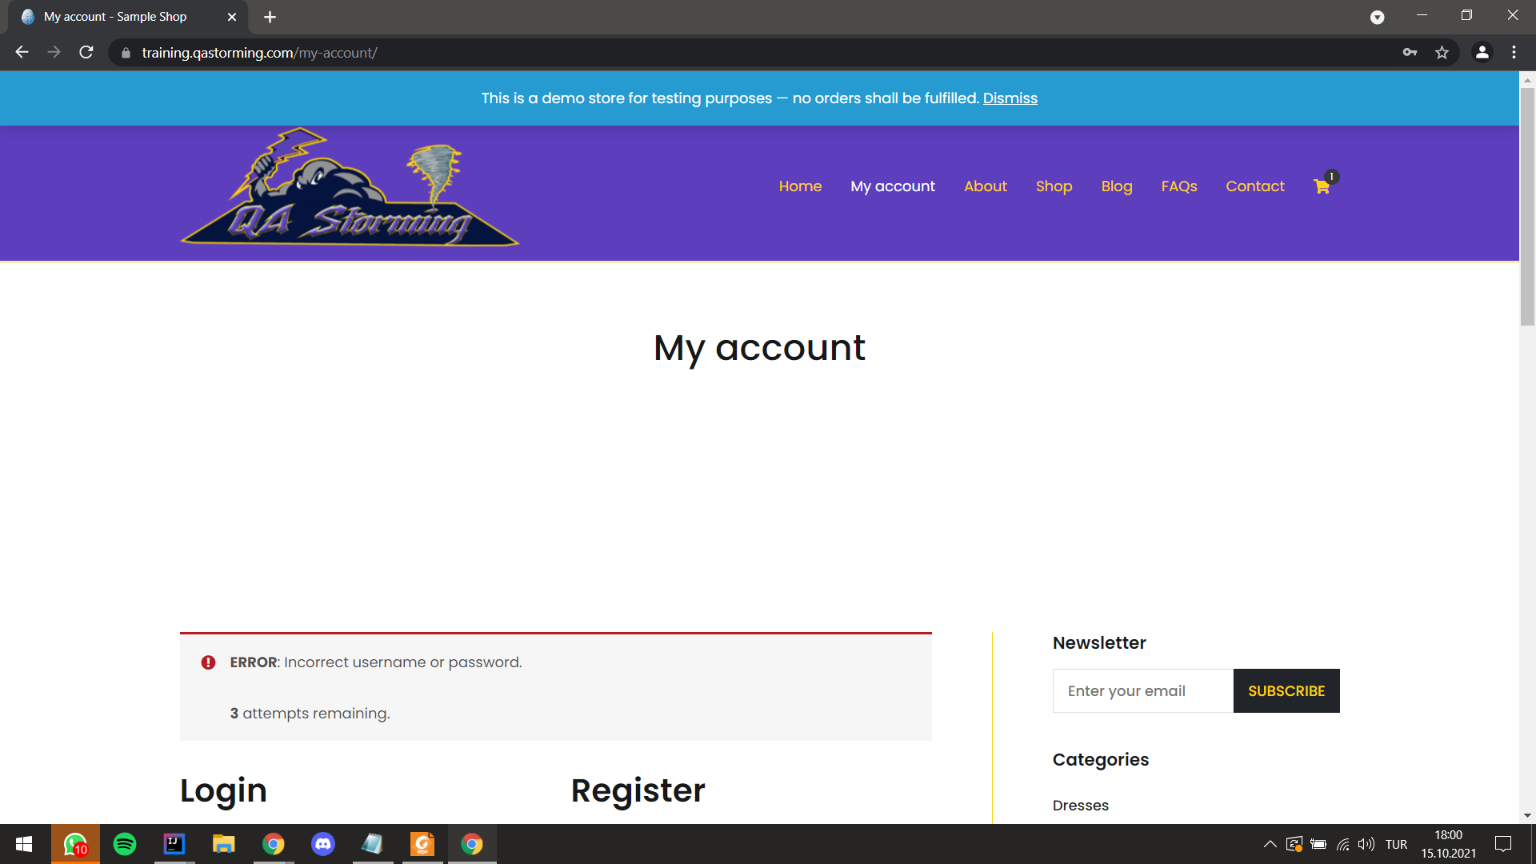 My account - Sample Shop
training.qastorming.com/my-account/
This is a demo store for testing purposes — no orders shall be fulfilled. Dismiss
QA Storming
Home My account About Shop Blog FAQs Contact 1
My account
ERROR: Incorrect username or password.
3 attempts remaining.
Newsletter
Enter your email SUBSCRIBE
Categories
Login Register
Dresses
10 IJ PDF TUR 18:00
15.10.2021